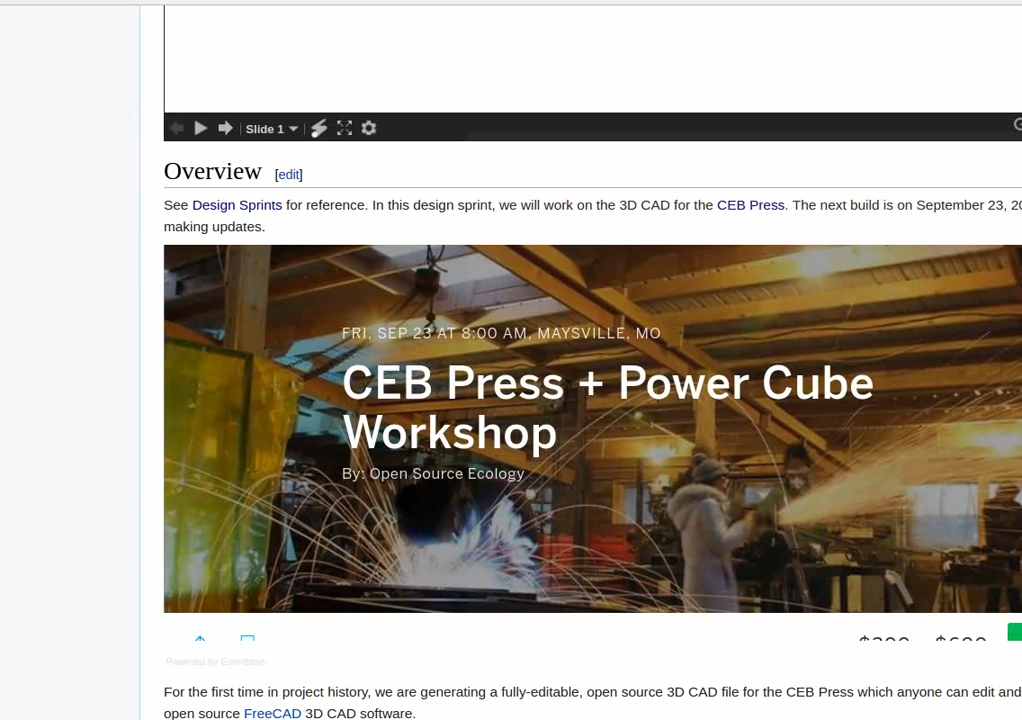 Slide 1
Overview [edit]
See Design Sprints for reference. In this design sprint, we will work on the 3D CAD for the CEB Press. The next build is on September 23, 20
making updates.
FRI, SEP 23 AT 8:00 AM, MAYSVILLE, MO
CEB Press + Power Cube
Workshop
By: Open Source Ecology
Powered by Eventbrite
For the first time in project history, we are generating a fully-editable, open source 3D CAD file for the CEB Press which anyone can edit and
open source FreeCAD 3D CAD software.